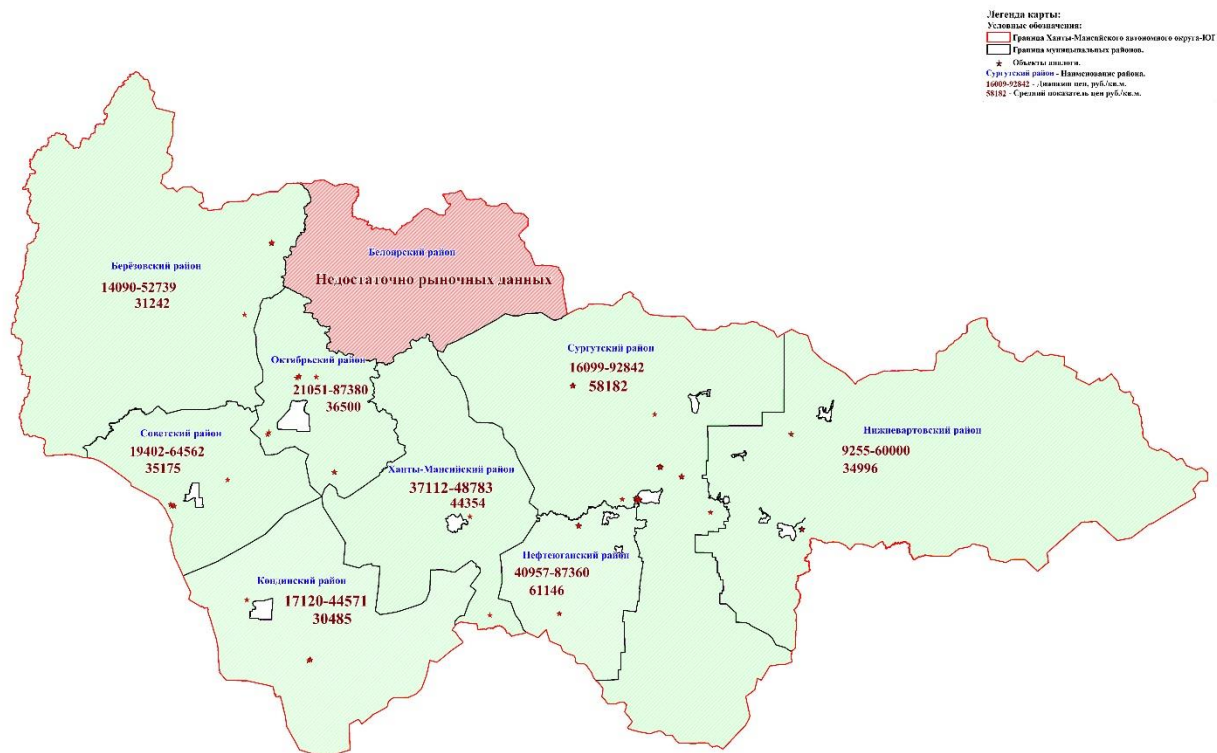 Легенда карты:
Условные обозначения:
Граница Ханты-Мансийского автономного округа-ЮГ
Граница муниципальных районов.
Объекты аналоги.
Сургутский район - Наименование района.
16099-92842 - Диапазон цен, руб./кв.м.
58182 - Средний показатель цен руб./кв.м.
Белоярский район
Недостаточно рыночных данных
Берёзовский район
14090-52739
31242
Октябрьский район
21051-87380
36500
Сургутский район
16099-92842
58182
Советский район
19402-64562
35175
Ханты-Мансийский район
37112-48783
44354
Нижневартовский район
9255-60000
34996
Нефтеюганский район
40957-87360
61146
Кондинский район
17120-44571
30485